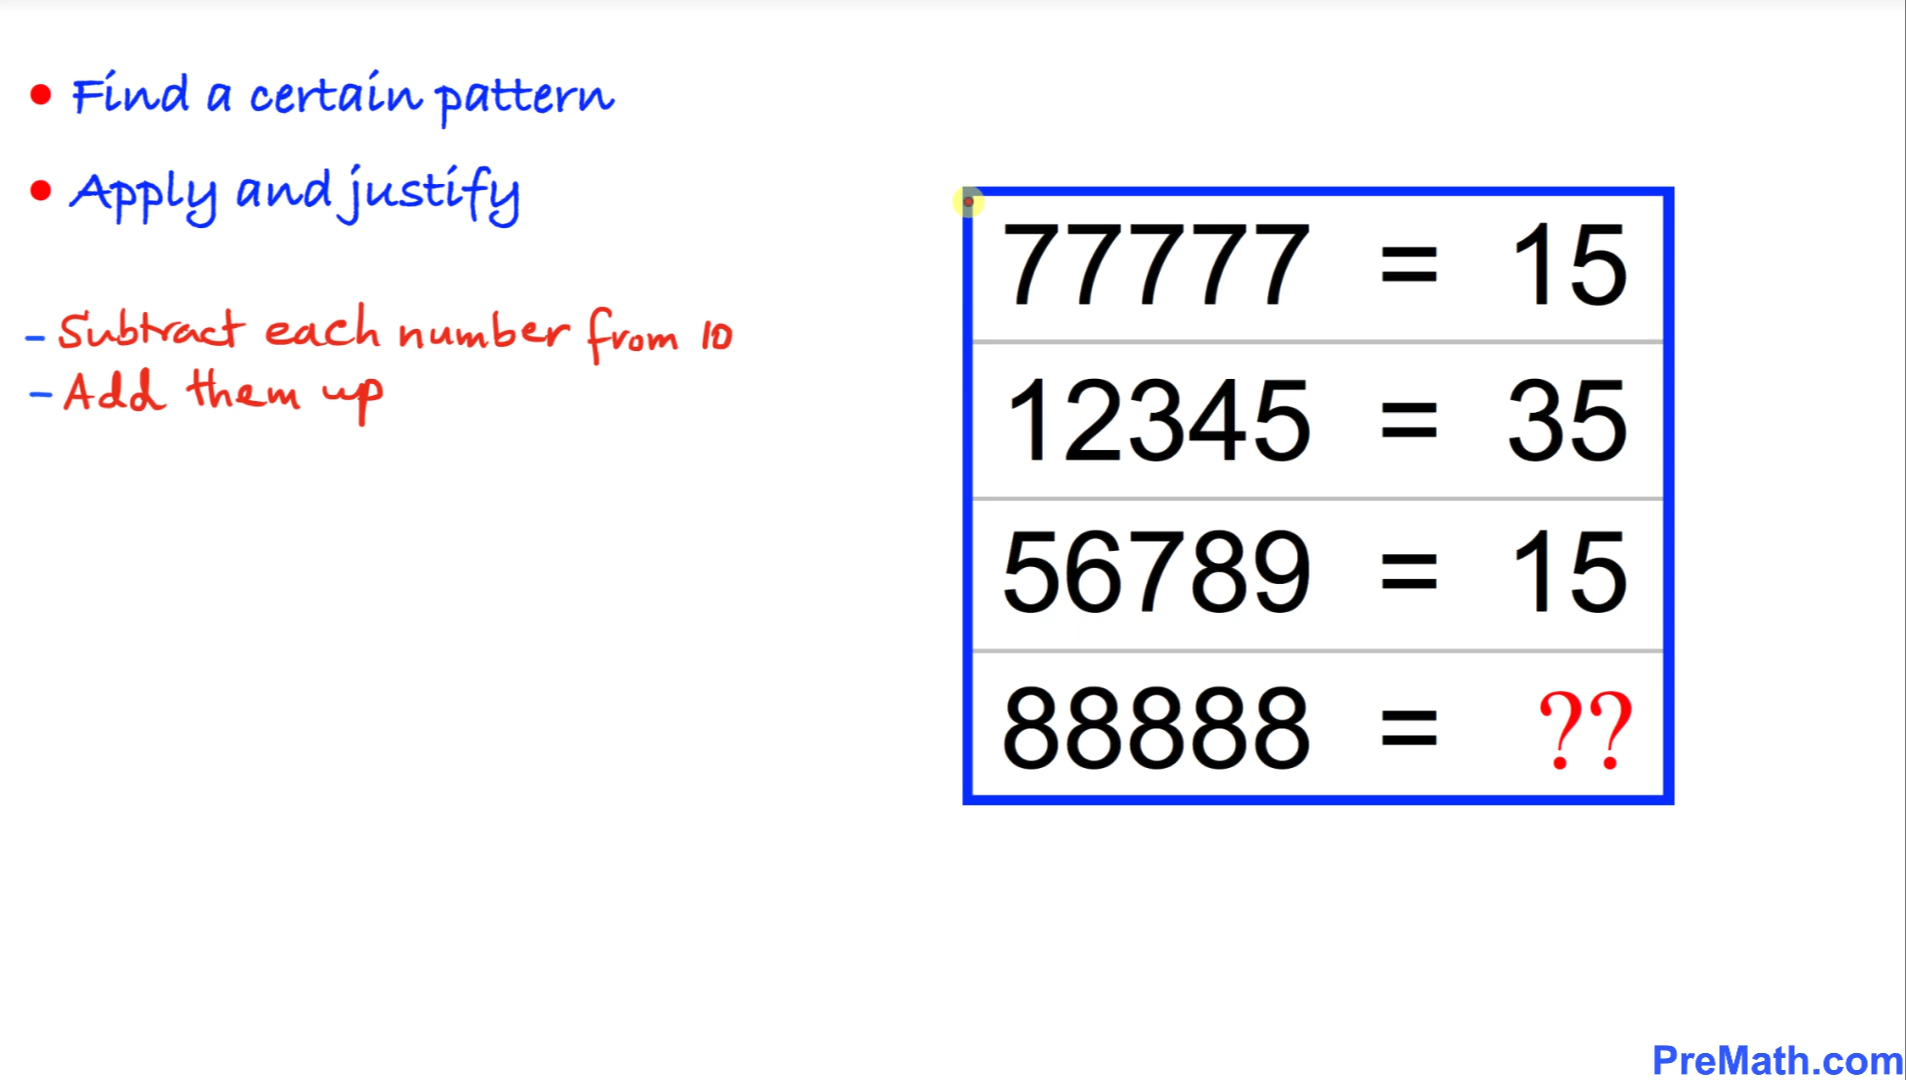 • Find a certain pattern
• Apply and justify
- Subtract each number from 10
- Add them up
77777 = 15
12345 = 35
56789 = 15
88888 = ??
PreMath.com